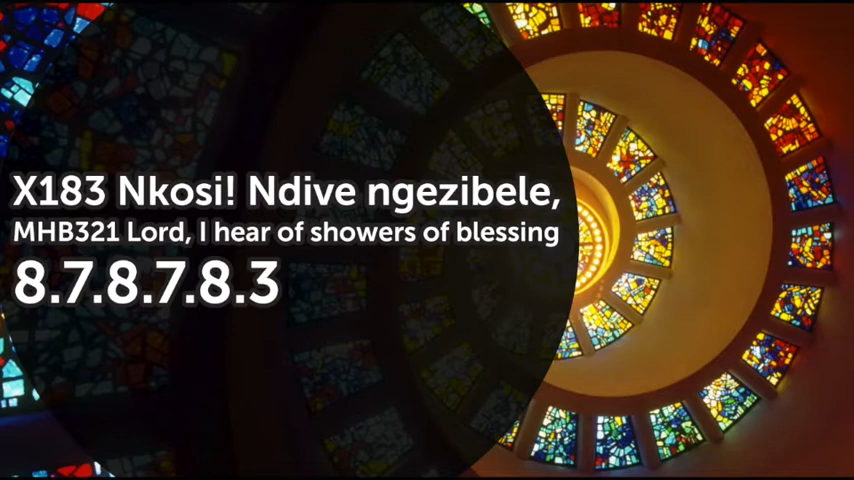 X183 Nkosi! Ndive ngezibele,
MHB321 Lord, I hear of showers of blessing
8.7.8.7.8.3